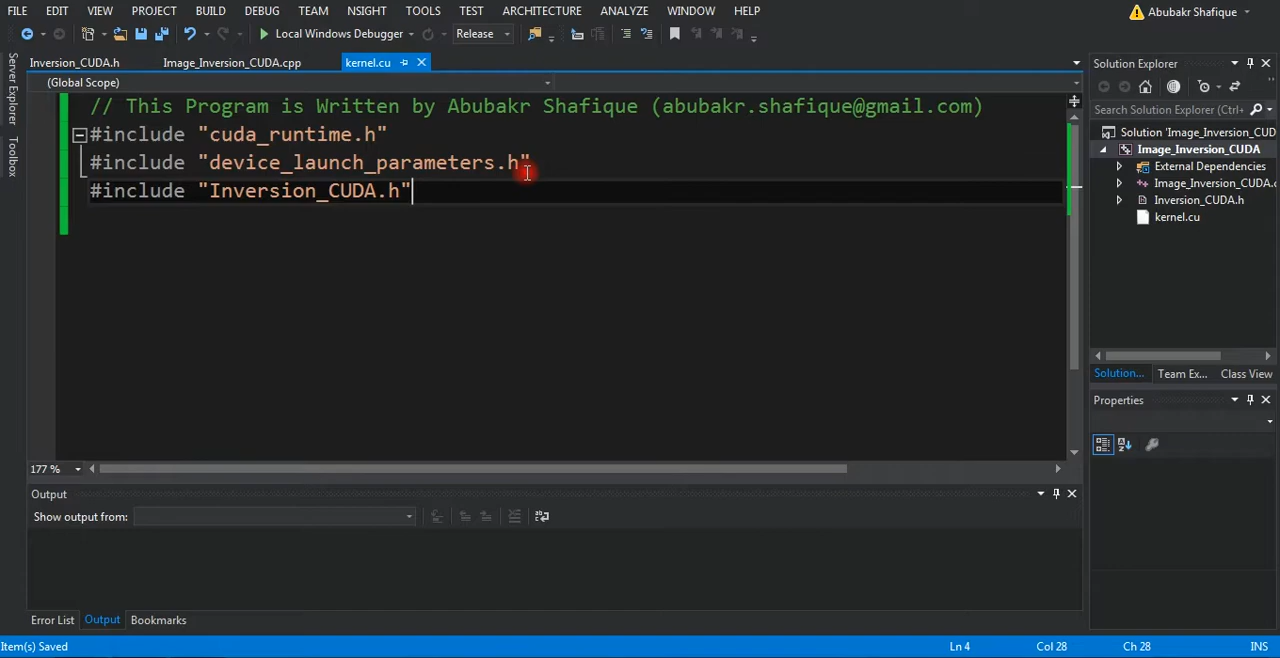 FILE EDIT VIEW PROJECT BUILD DEBUG TEAM NSIGHT TOOLS TEST ARCHITECTURE ANALYZE WINDOW HELP Abubakr Shafique
Local Windows Debugger Release
Inversion_CUDA.h Image_Inversion_CUDA.cpp kernel.cu
(Global Scope)
Server Explorer
Toolbox
// This Program is Written by Abubakr Shafique (abubakr.shafique@gmail.com)
#include "cuda_runtime.h"
#include "device_launch_parameters.h"
#include "Inversion_CUDA.h"
177 %
Solution Explorer
Search Solution Explorer (Ctrl+
Solution 'Image_Inversion_CUD
Image_Inversion_CUDA
External Dependencies
Image_Inversion_CUDA.c
Inversion_CUDA.h
kernel.cu
Solution... Team Ex... Class View
Properties
Output
Show output from:
Error List Output Bookmarks
Item(s) Saved Ln 4 Col 28 Ch 28 INS